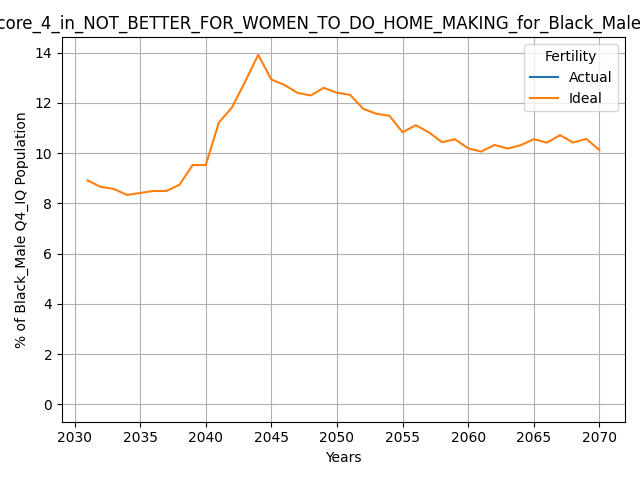 core_4_in_NOT_BETTER_FOR_WOMEN_TO_DO_HOME_MAKING_for_Black_Male
Fertility
Actual
Ideal
% of Black_Male Q4_IQ Population
14
12
10
8
6
4
2
0
2030 2035 2040 2045 2050 2055 2060 2065 2070
Years